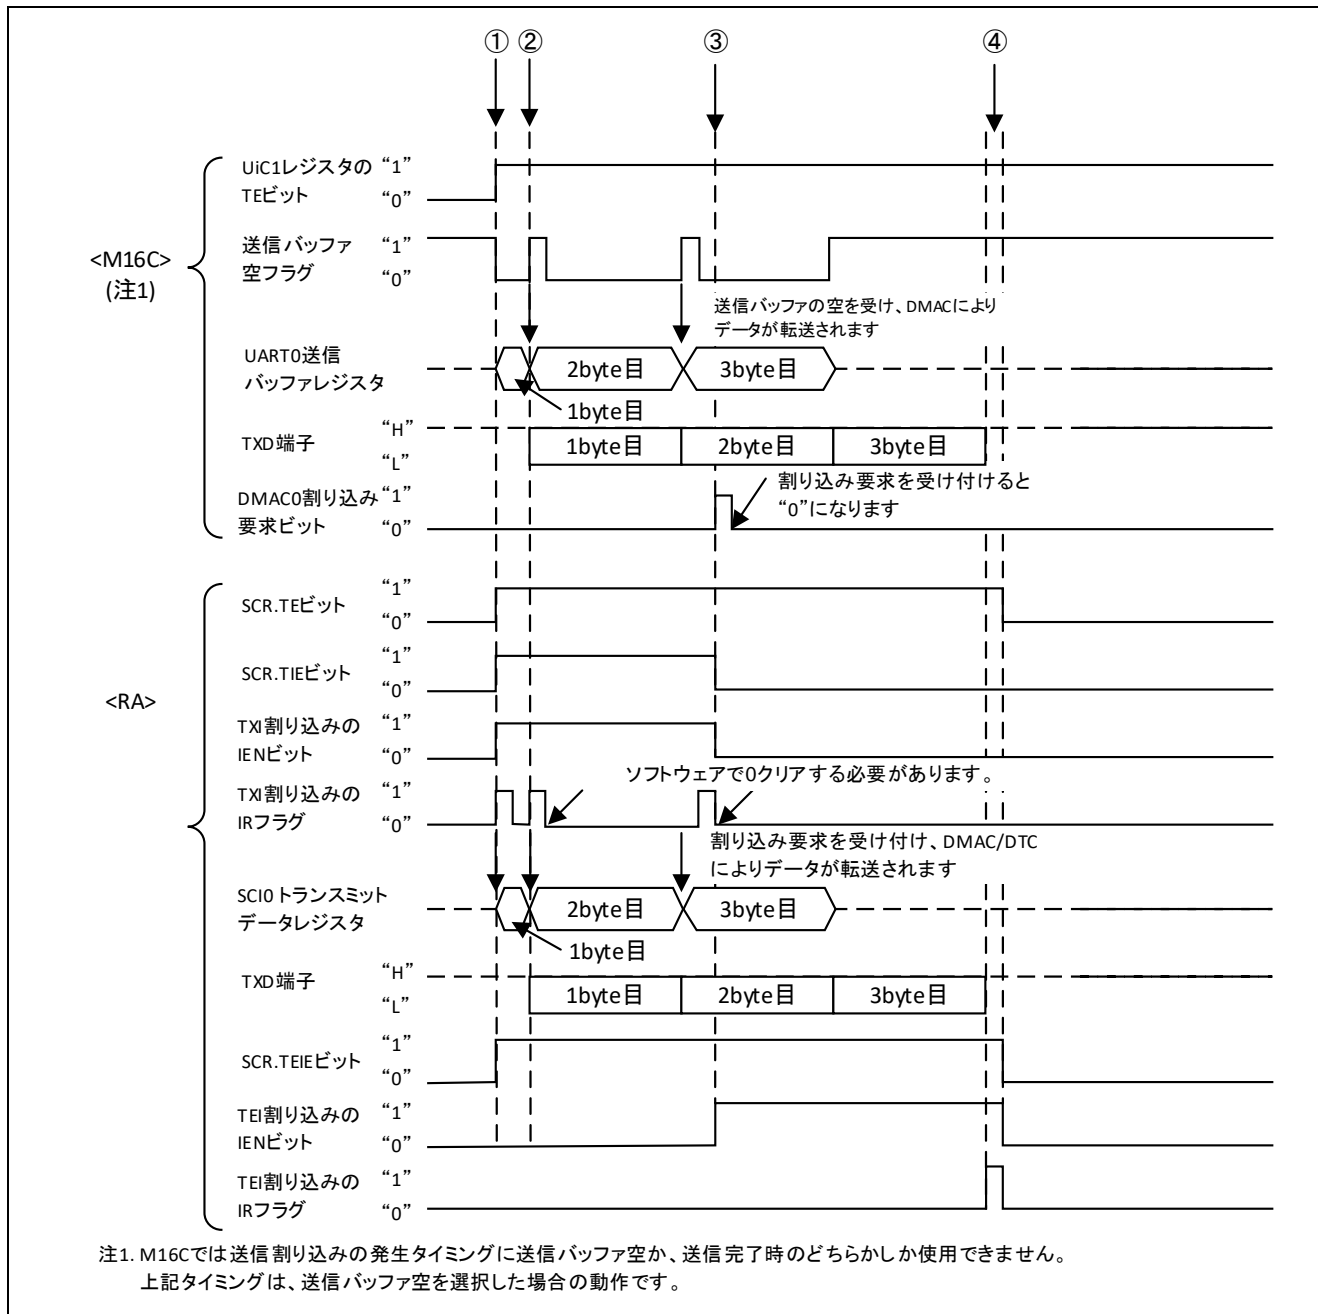 ① ② ③ ④
UiC1レジスタの “1”
TEビット “0”
送信バッファ “1”
空フラグ “0”
<M16C>
(注1)
送信バッファの空を受け、DMACにより
データが転送されます
UART0送信
バッファレジスタ
2byte目 3byte目
1byte目
TXD端子 “H”
“L”
1byte目 2byte目 3byte目
DMAC0割り込み “1”
要求ビット “0”
割り込み要求を受け付けると
“0”になります
SCR.TEビット “1”
“0”
SCR.TIEビット “1”
“0”
<RA>
TXI割り込みの “1”
IENビット “0”
ソフトウェアで0クリアする必要があります。
TXI割り込みの “1”
IRフラグ “0”
割り込み要求を受け付け、DMAC/DTC
によりデータが転送されます
SCI0トランスミット
データレジスタ
2byte目 3byte目
1byte目
TXD端子 “H”
“L”
1byte目 2byte目 3byte目
SCR.TEIEビット “1”
“0”
TEI割り込みの “1”
IENビット “0”
TEI割り込みの “1”
IRフラグ “0”
注1. M16Cでは送信割り込みの発生タイミングに送信バッファ空か、送信完了時のどちらかしか使用できません。
上記タイミングは、送信バッファ空を選択した場合の動作です。